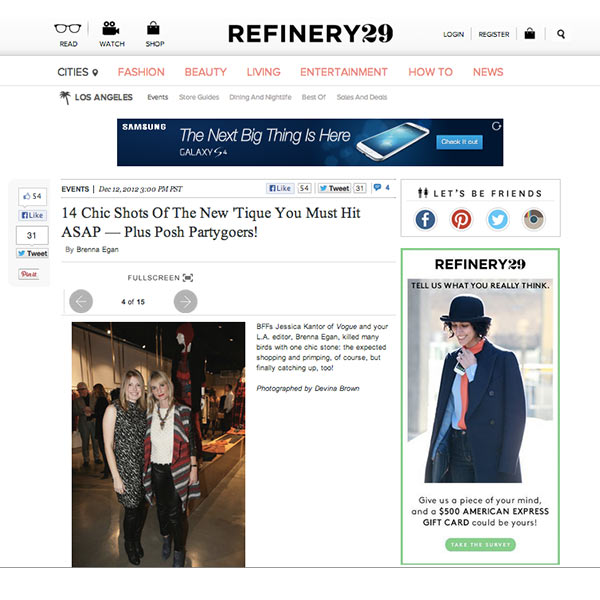 REFINERY29
READ
WATCH
SHOP
LOGIN
REGISTER
CITIES
FASHION
BEAUTY
LIVING
ENTERTAINMENT
HOW TO
NEWS
LOS ANGELES
Events
Store Guides
Dining And Nightlife
Best Of
Sales And Deals
SAMSUNG
The Next Big Thing Is Here
GALAXY S4
Check it out
54
Like
31
Tweet
Pin it
EVENTS | Dec 12, 2012 3:00 PM PST
Like 54
Tweet 31
4
14 Chic Shots Of The New 'Tique You Must Hit
ASAP — Plus Posh Partygoers!
By Brenna Egan
FULLSCREEN
4 of 15
BFFs Jessica Kantor of Vogue and your
L.A. editor, Brenna Egan, killed many
birds with one chic stone: the expected
shopping and primping, of course, but
finally catching up, too!
Photographed by Devina Brown
LET'S BE FRIENDS
REFINERY29
TELL US WHAT YOU REALLY THINK.
Give us a piece of your mind,
and a $500 AMERICAN EXPRESS
GIFT CARD could be yours!
TAKE THE SURVEY